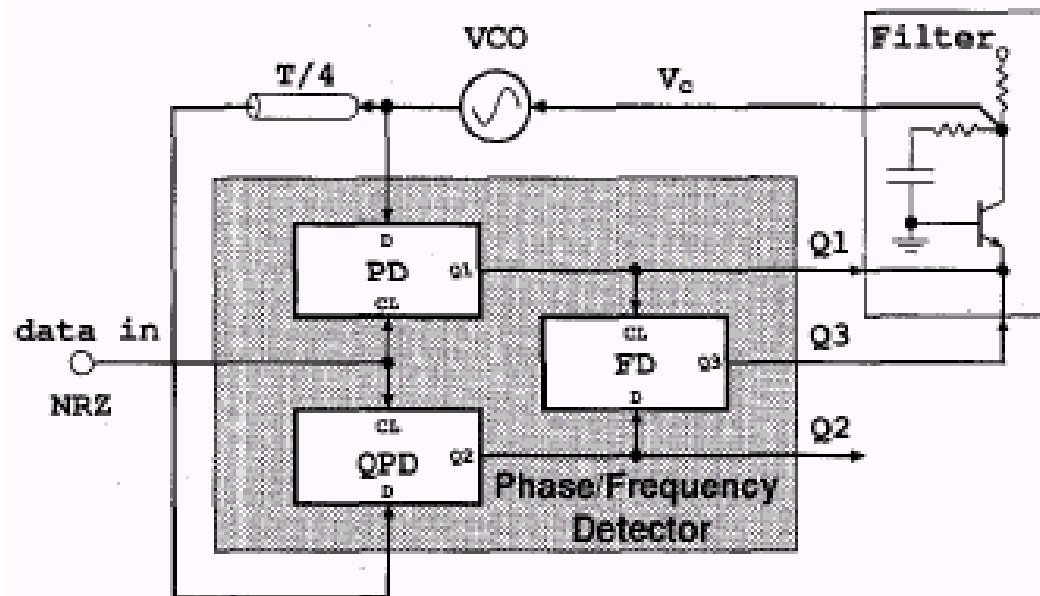 VCO
Filter
T/4
Vc
D
PD
Q1
CL
Q1
data in
CL
FD
Q3
D
Q3
NRZ
CL
QPD
Q2
D
Q2
Phase/Frequency
Detector